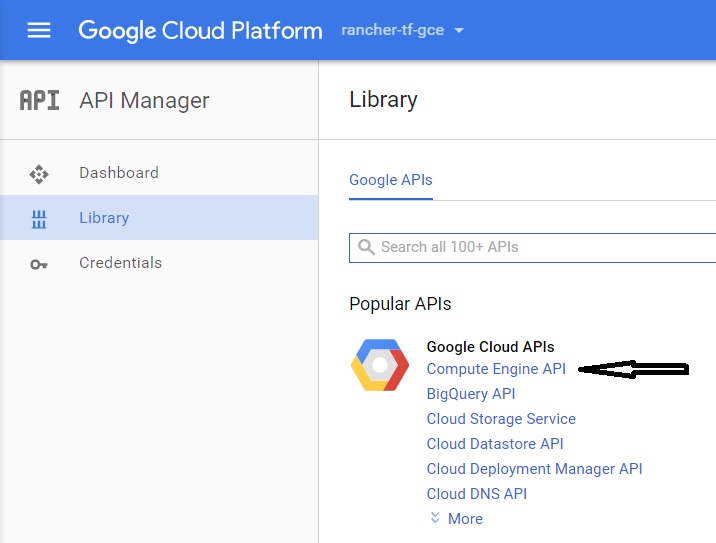 Google Cloud Platform rancher-tf-gce
API API Manager
Library
Dashboard
Library
Credentials
Google APIs
Search all 100+ APIs
Popular APIs
Google Cloud APIs
Compute Engine API
BigQuery API
Cloud Storage Service
Cloud Datastore API
Cloud Deployment Manager API
Cloud DNS API
More